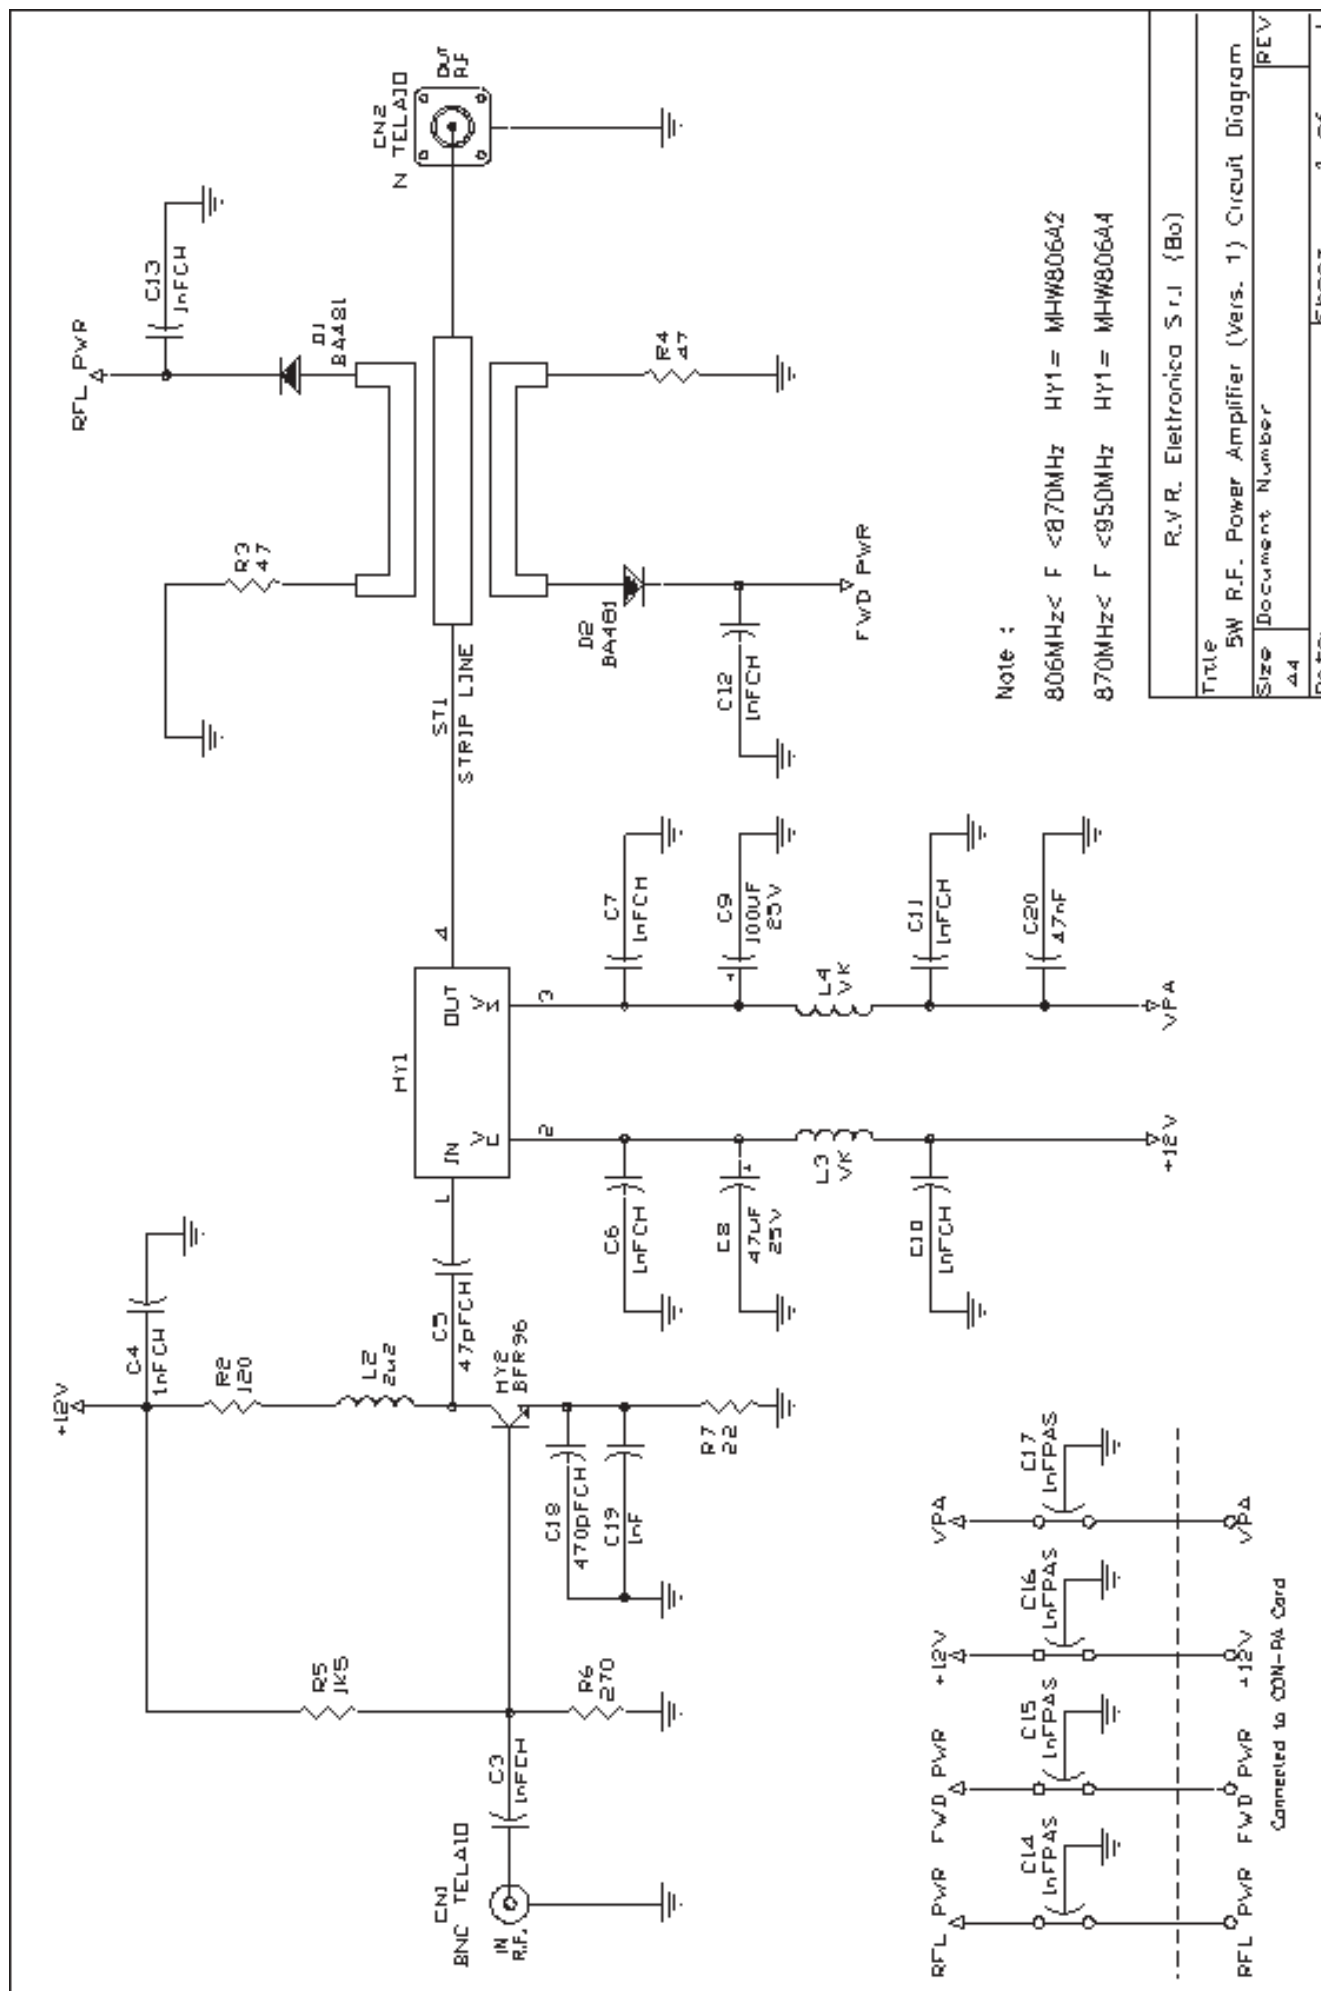 +12V
C4
1nFCH
R2
120
L2
2u2
R5
1K5
C3
1nFCH
CN1
BNC TELAIO
IN
R.F.
R6
270
C18
470pFCH
C19
1nF
R7
22
HY2
BFR96
C5
47pFCH
1
HY1
IN
OUT
VC
VS
2
3
4
C6
1nFCH
C8
47uF
25V
+
L3
VK
C10
1nFCH
+12V
C7
1nFCH
C9
100uF
25V
+
L4
VK
C11
1nFCH
C20
47nF
VPA
ST1
STRIP LINE
R3
47
RFL PWR
C13
1nFCH
D1
BA481
D2
BA481
C12
1nFCH
FWD PWR
R4
47
CN2
N TELAIO
OUT
R.F
RFL PWR
FWD PWR
+12V
VPA
C14
1nFPAS
C15
1nFPAS
C16
1nFPAS
C17
1nFPAS
RFL PWR
FWD PWR
+12V
VPA
Connected to CON-PA Card
Note :
806MHz< F <870MHz HY1= MHW806A2
870MHz< F <950MHz HY1= MHW806A4
R.V.R. Elettronica S.r.l (Bo)
Title
5W R.F. Power Amplifier (Vers. 1) Circuit Diagram
Size
Document Number
REV
A4